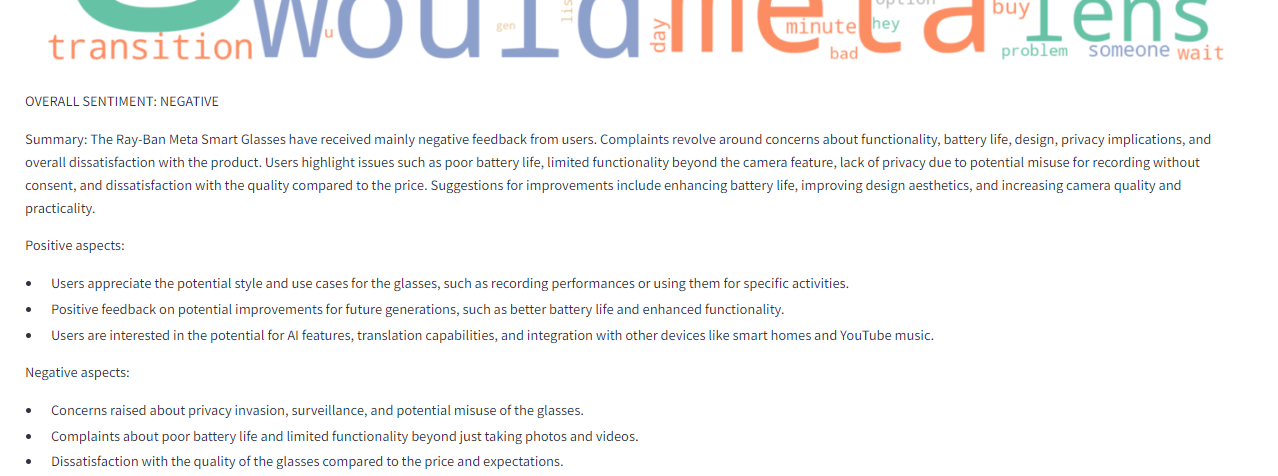 would meta lens
transition
u
gen
lis
day
minute
hey
bad
buy
problem
someone
wait
OVERALL SENTIMENT: NEGATIVE
Summary: The Ray-Ban Meta Smart Glasses have received mainly negative feedback from users. Complaints revolve around concerns about functionality, battery life, design, privacy implications, and
overall dissatisfaction with the product. Users highlight issues such as poor battery life, limited functionality beyond the camera feature, lack of privacy due to potential misuse for recording without
consent, and dissatisfaction with the quality compared to the price. Suggestions for improvements include enhancing battery life, improving design aesthetics, and increasing camera quality and
practicality.
Positive aspects:
• Users appreciate the potential style and use cases for the glasses, such as recording performances or using them for specific activities.
• Positive feedback on potential improvements for future generations, such as better battery life and enhanced functionality.
• Users are interested in the potential for AI features, translation capabilities, and integration with other devices like smart homes and YouTube music.
Negative aspects:
• Concerns raised about privacy invasion, surveillance, and potential misuse of the glasses.
• Complaints about poor battery life and limited functionality beyond just taking photos and videos.
• Dissatisfaction with the quality of the glasses compared to the price and expectations.